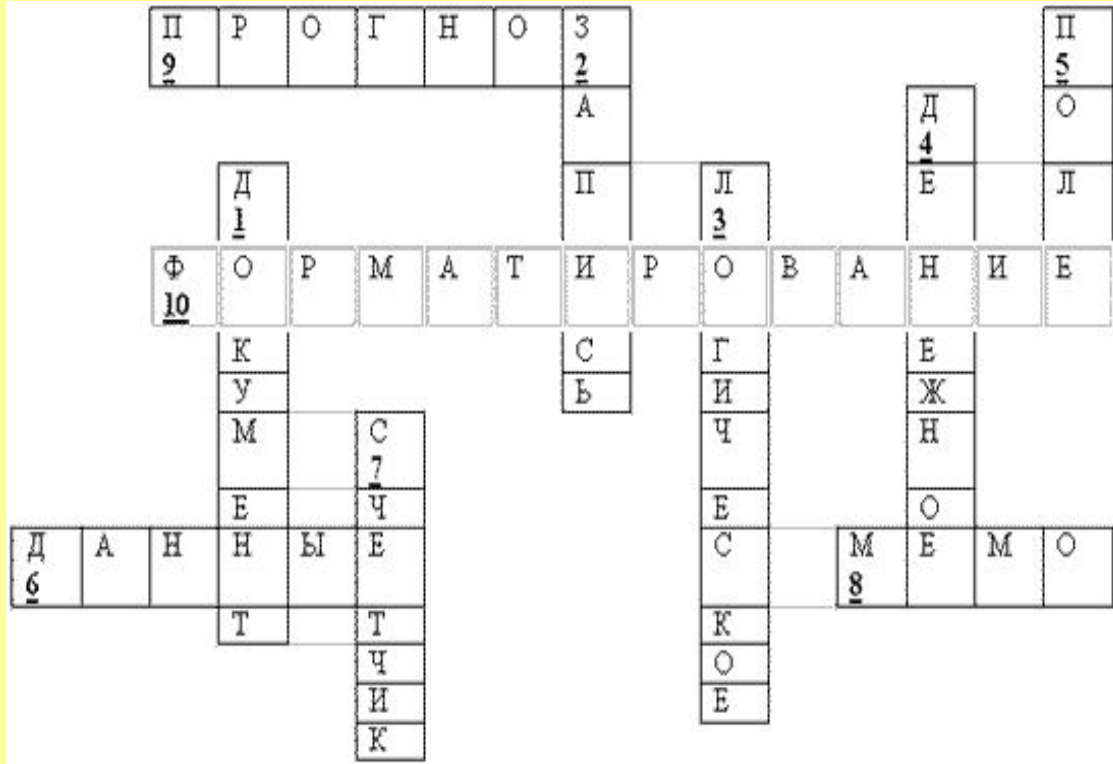 П Р О Г Н О З П
9 2 5
А Д О
4
Д П Л Е Л
1 3
Ф О Р М А Т И Р О В А Н И Е
10
К С Г Е
У Ь И Ж
М С Ч Н
7
Е Ч Е О
Д А Н Н Ы Е С М Е М О
6 8
Т Т К
Ч О
И Е
К